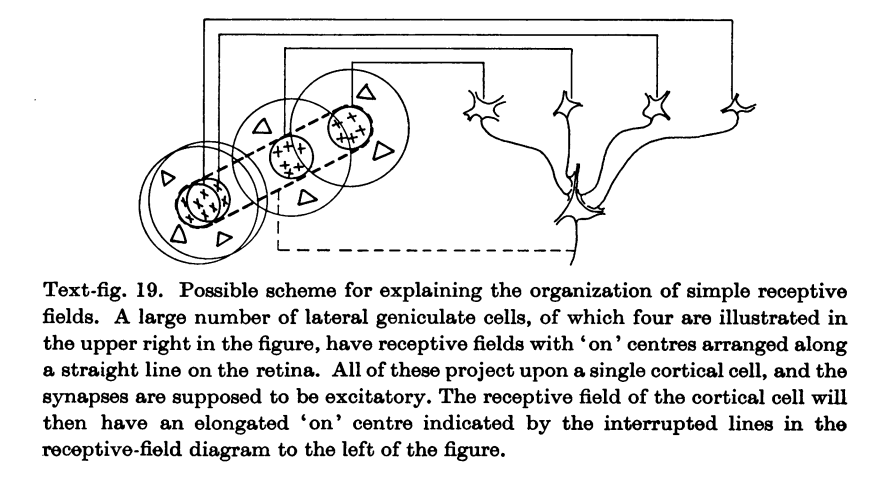 Text-fig. 19. Possible scheme for explaining the organization of simple receptive
fields. A large number of lateral geniculate cells, of which four are illustrated in
the upper right in the figure, have receptive fields with ‘on’ centres arranged along
a straight line on the retina. All of these project upon a single cortical cell, and the
synapses are supposed to be excitatory. The receptive field of the cortical cell will
then have an elongated ‘on’ centre indicated by the interrupted lines in the
receptive-field diagram to the left of the figure.